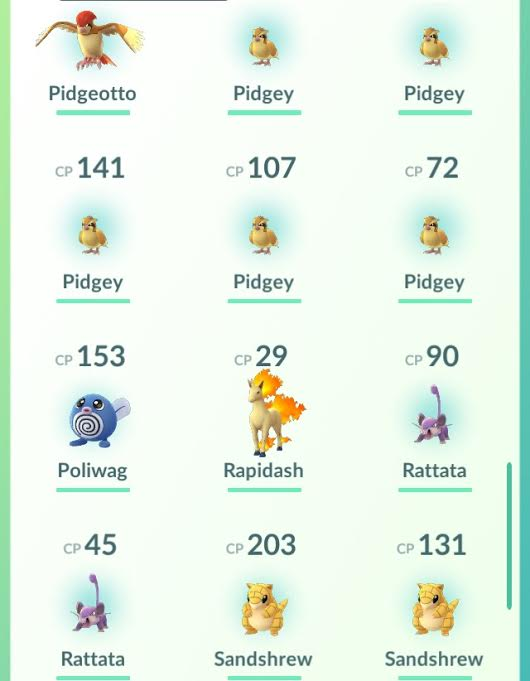 Pidgeotto Pidgey Pidgey
CP 141 CP 107 CP 72
Pidgey Pidgey Pidgey
CP 153 CP 29 CP 90
Poliwag Rapidash Rattata
CP 45 CP 203 CP 131
Rattata Sandshrew Sandshrew